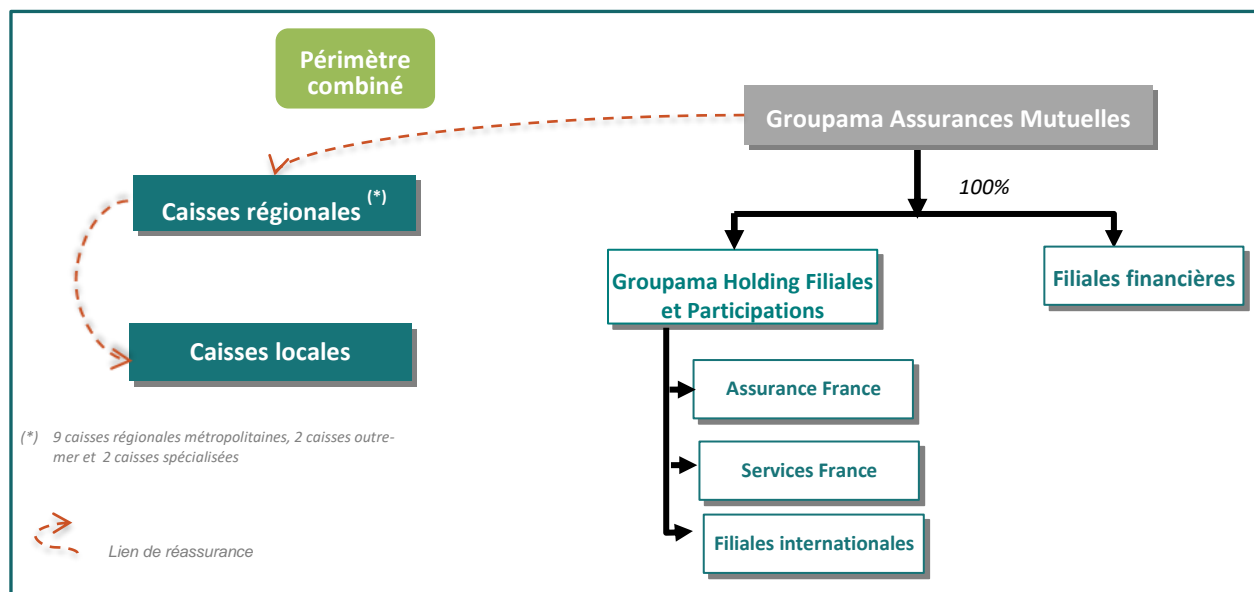 Périmètre
combiné
Groupama Assurances Mutuelles
100%
Caisses régionales (*)
Groupama Holding Filiales
et Participations
Filiales financières
Caisses locales
Assurance France
(*) 9 caisses régionales métropolitaines, 2 caisses outre-
mer et 2 caisses spécialisées
Services France
Filiales internationales
Lien de réassurance